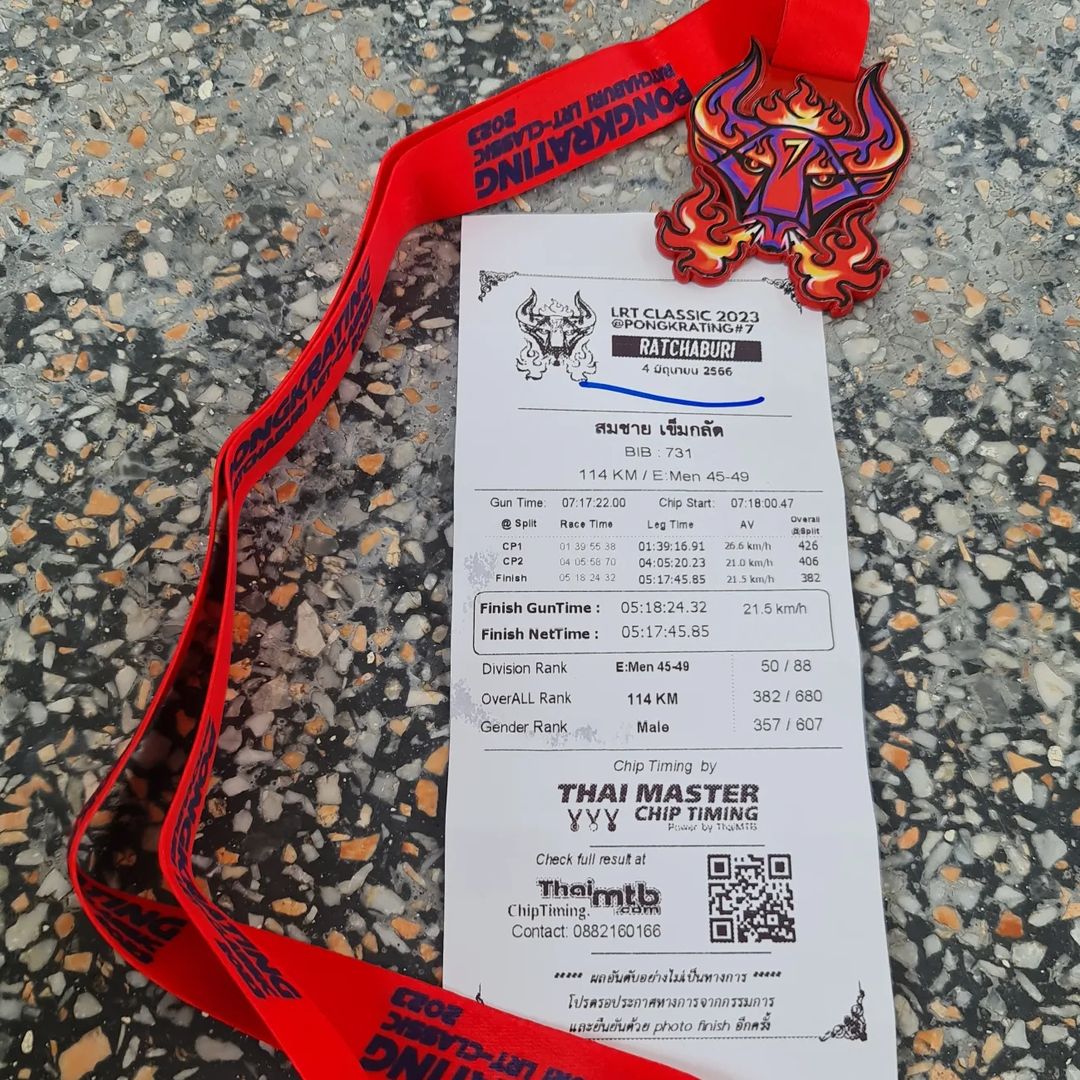 PONGKRATING
RATCHABURI LRT-CLASSIC
2023
7
LRT CLASSIC 2023
@PONGKRATING#7
RATCHABURI
4 มิถุนายน 2566
สมชาย เข็มกลัด
BIB : 731
114 KM / E:Men 45-49
Gun Time: 07:17:22.00 Chip Start: 07:18:00.47
@ Split Race Time Leg Time AV Overall @Split
CP1 01 39 55 38 01:39:16.91 26.6 km/h 426
CP2 04 05 58 70 04:05:20.23 21.0 km/h 406
Finish 05 18 24 32 05:17:45.85 21.5 km/h 382
Finish GunTime : 05:18:24.32 21.5 km/h
Finish NetTime : 05:17:45.85
Division Rank E:Men 45-49 50 / 88
OverALL Rank 114 KM 382 / 680
Gender Rank Male 357 / 607
Chip Timing by
THAI MASTER
CHIP TIMING
Power by ThaiMTB
Check full result at
Thaimtb
ChipTiming. .com
Contact: 0882160166
***** ผลอันดับอย่างไม่เป็นทางการ *****
โปรดรอประกาศทางการจากกรรมการ
และยืนยันด้วย photo finish อีกครั้ง